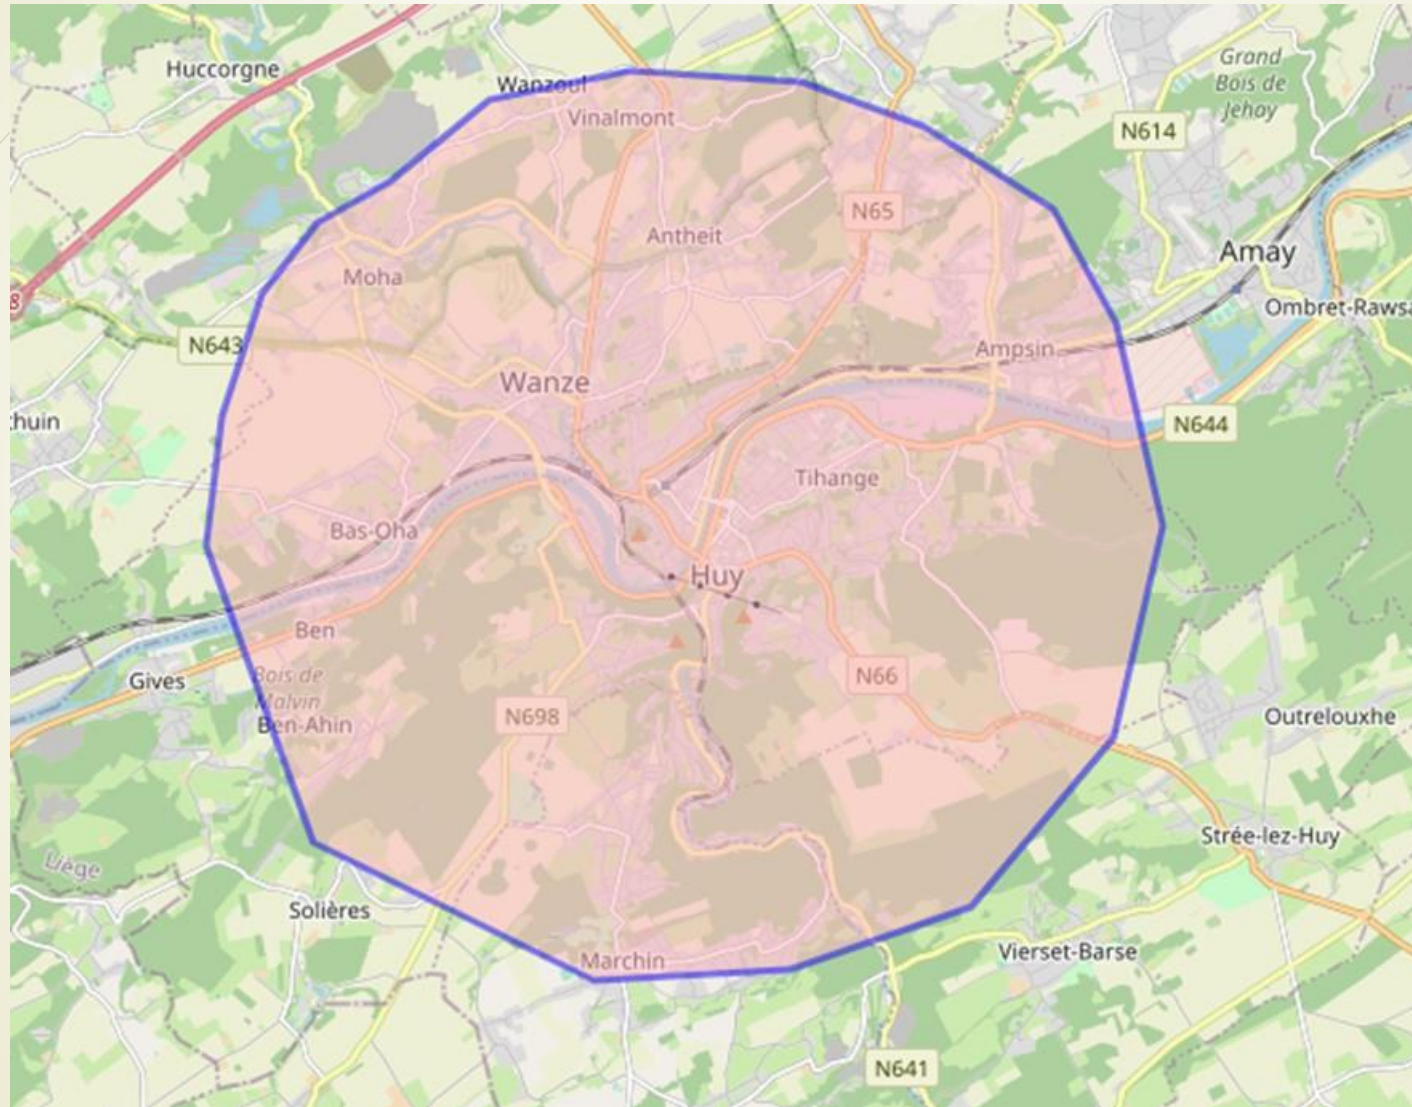 Huccorgne
Wanzoul
Grand
Bois de
Jehay
Vinalmont
N614
N65
Antheit
Amay
Moha
8
Ombret-Rawsa
N643
Ampsin
Wanze
thuin
N644
Tihange
Bas-Oha
Huy
Ben
Gives
Bois de
Malvin
Ben-Ahin
N66
N698
Outrelouxhe
Strée-lez-Huy
Liège
Solières
Vierset-Barse
Marchin
N641